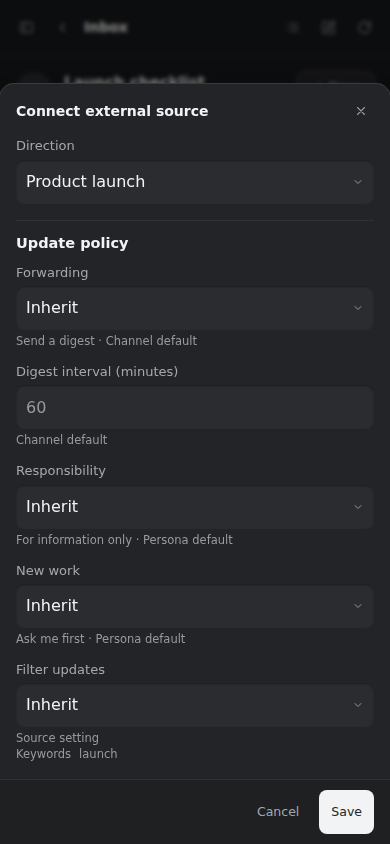 Inbox
Launch checklist
Connect external source
Direction
Product launch
Update policy
Forwarding
Inherit
Send a digest · Channel default
Digest interval (minutes)
60
Channel default
Responsibility
Inherit
For information only · Persona default
New work
Inherit
Ask me first · Persona default
Filter updates
Inherit
Source setting
Keywords launch
Cancel
Save